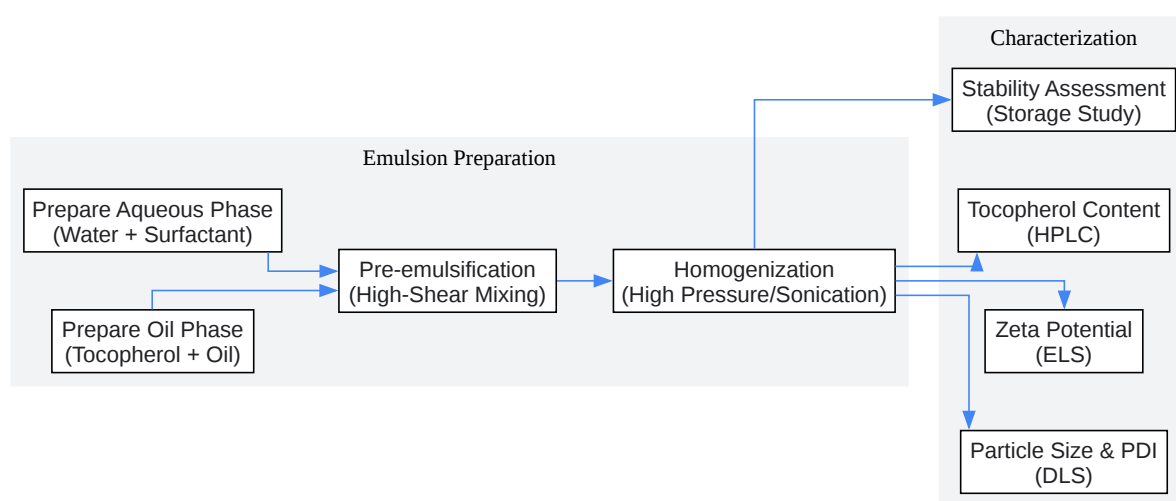 Characterization
Stability Assessment
(Storage Study)
Emulsion Preparation
Prepare Aqueous Phase
(Water + Surfactant)
Tocopherol Content
(HPLC)
Pre-emulsification
(High-Shear Mixing)
Homogenization
(High Pressure/Sonication)
Prepare Oil Phase
(Tocopherol + Oil)
Zeta Potential
(ELS)
Particle Size & PDI
(DLS)